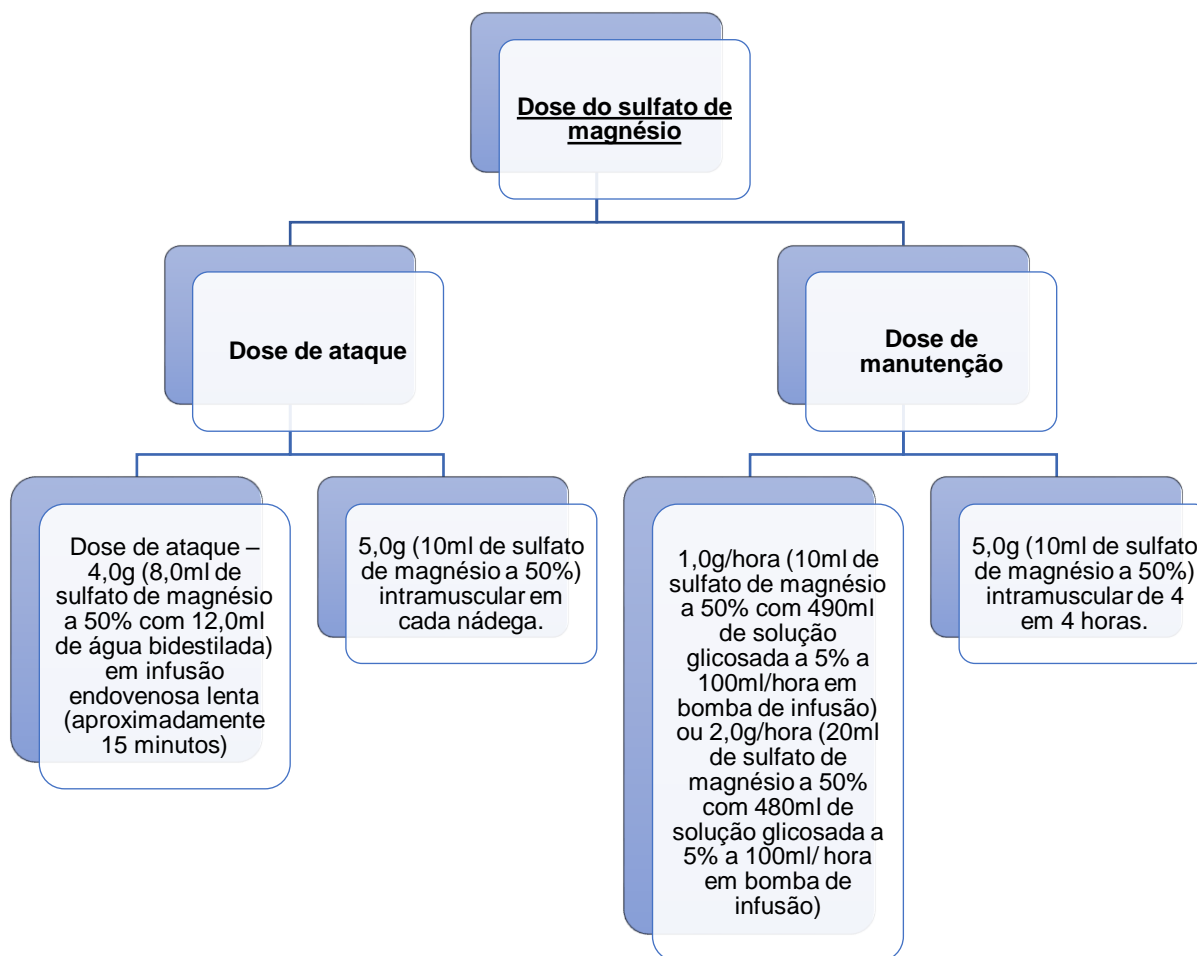 Dose do sulfato de
magnésio
Dose de ataque
Dose de
manutenção
Dose de ataque –
4,0g (8,0ml de
sulfato de magnésio
a 50% com 12,0ml
de água bidestilada)
em infusão
endovenosa lenta
(aproximadamente
15 minutos)
5,0g (10ml de sulfato
de magnésio a 50%)
intramuscular em
cada nádega.
1,0g/hora (10ml de
sulfato de magnésio
a 50% com 490ml
de solução
glicosada a 5% a
100ml/hora em
bomba de infusão)
ou 2,0g/hora (20ml
de sulfato de
magnésio a 50%
com 480ml de
solução glicosada a
5% a 100ml/ hora
em bomba de
infusão)
5,0g (10ml de sulfato
de magnésio a 50%)
intramuscular de 4
em 4 horas.